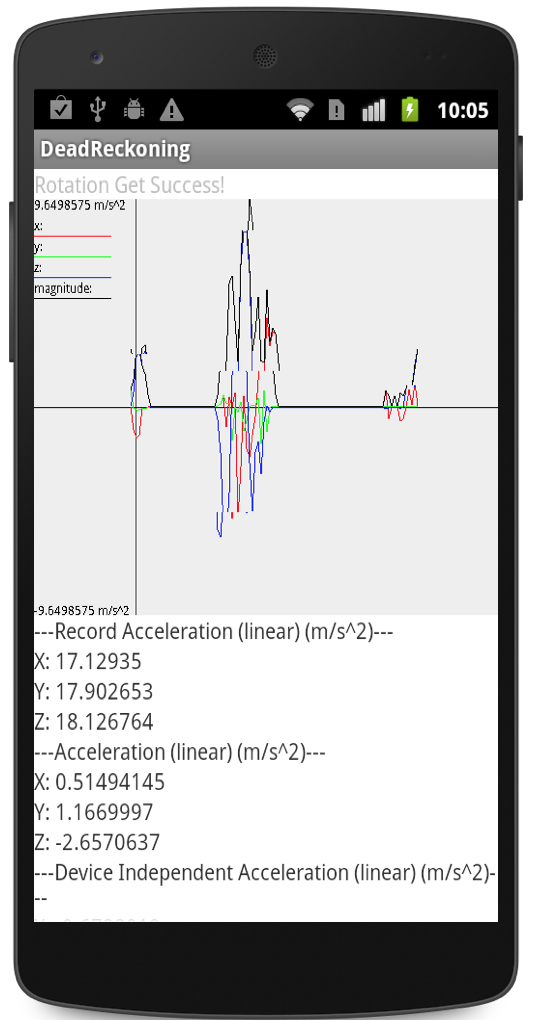 10:05
DeadReckoning
Rotation Get Success!
9.6498575 m/s^2
x:
y:
z:
magnitude:
-9.6498575 m/s^2
---Record Acceleration (linear) (m/s^2)---
X: 17.12935
Y: 17.902653
Z: 18.126764
---Acceleration (linear) (m/s^2)---
X: 0.51494145
Y: 1.1669997
Z: -2.6570637
---Device Independent Acceleration (linear) (m/s^2)-
--